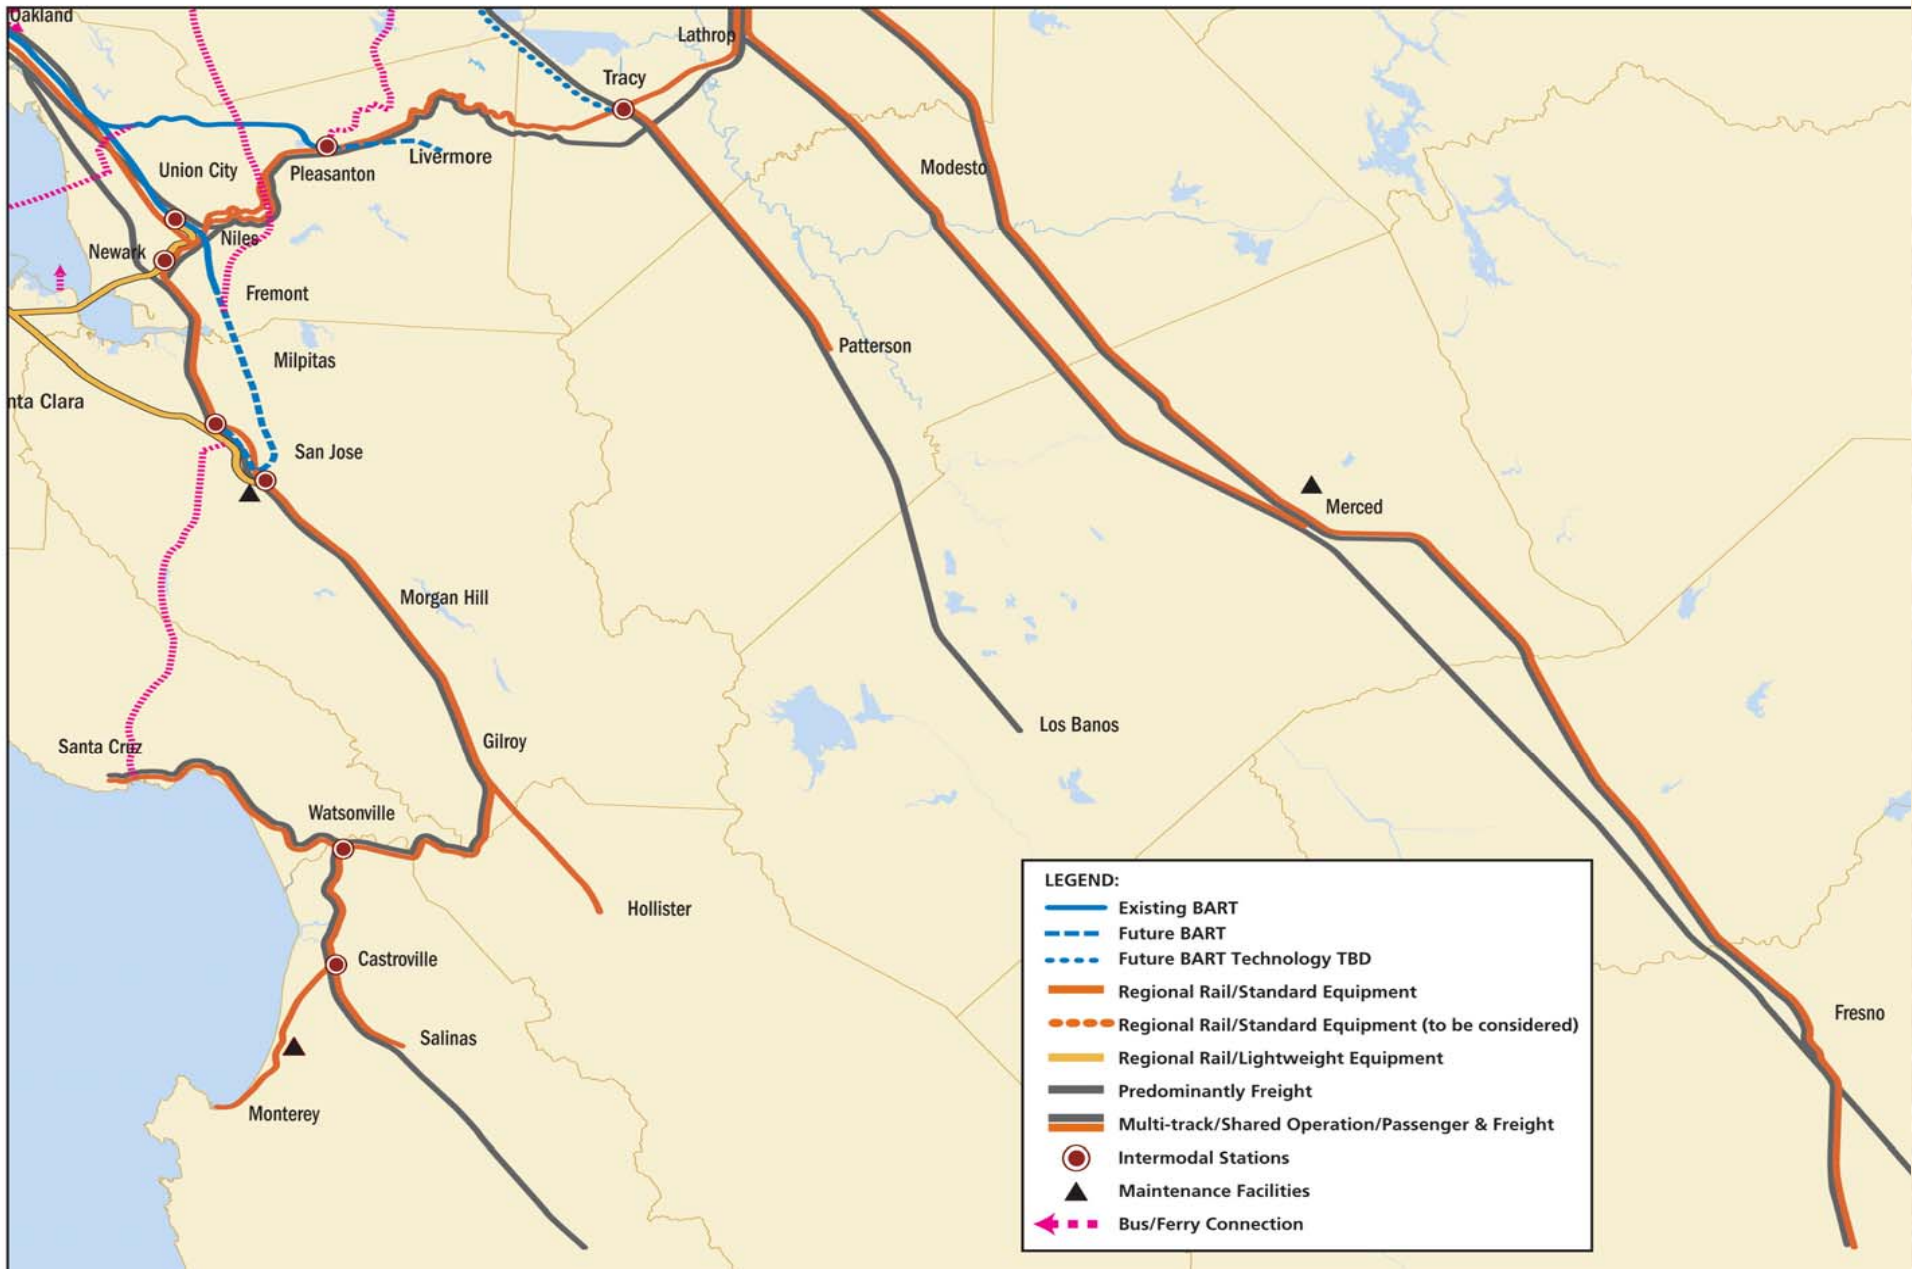 Oakland
Lathrop
Tracy
Union City
Pleasanton
Livermore
Modesto
Newark
Niles
Fremont
Milpitas
Patterson
nta Clara
San Jose
Merced
Morgan Hill
Los Banos
Santa Cruz
Gilroy
Watsonville
Hollister
Castroville
Salinas
Monterey
Fresno
LEGEND:
Existing BART
Future BART
Future BART Technology TBD
Regional Rail/Standard Equipment
Regional Rail/Standard Equipment (to be considered)
Regional Rail/Lightweight Equipment
Predominantly Freight
Multi-track/Shared Operation/Passenger & Freight
Intermodal Stations
Maintenance Facilities
Bus/Ferry Connection